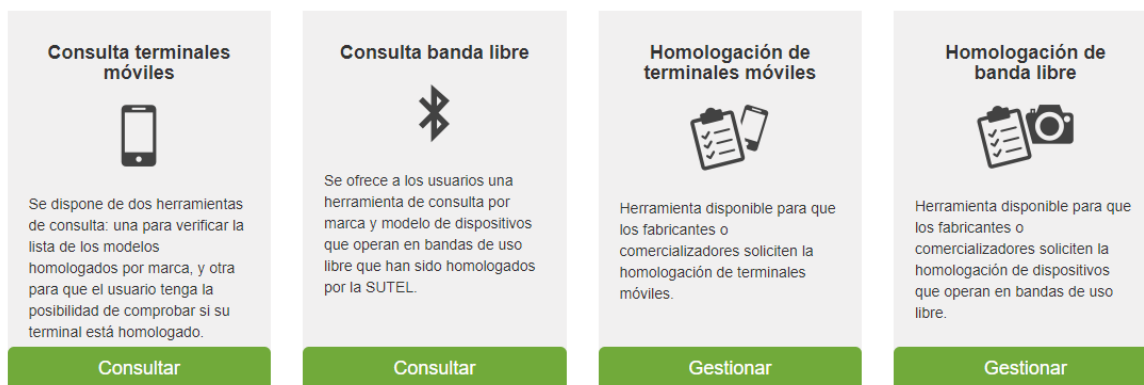 Consulta terminales
móviles
Se dispone de dos herramientas
de consulta: una para verificar la
lista de los modelos
homologados por marca, y otra
para que el usuario tenga la
posibilidad de comprobar si su
terminal está homologado.
Consultar
Consulta banda libre
Se ofrece a los usuarios una
herramienta de consulta por
marca y modelo de dispositivos
que operan en bandas de uso
libre que han sido homologados
por la SUTEL.
Consultar
Homologación de
terminales móviles
Herramienta disponible para que
los fabricantes o
comercializadores soliciten la
homologación de terminales
móviles.
Gestionar
Homologación de
banda libre
Herramienta disponible para que
los fabricantes o
comercializadores soliciten la
homologación de dispositivos
que operan en bandas de uso
libre.
Gestionar